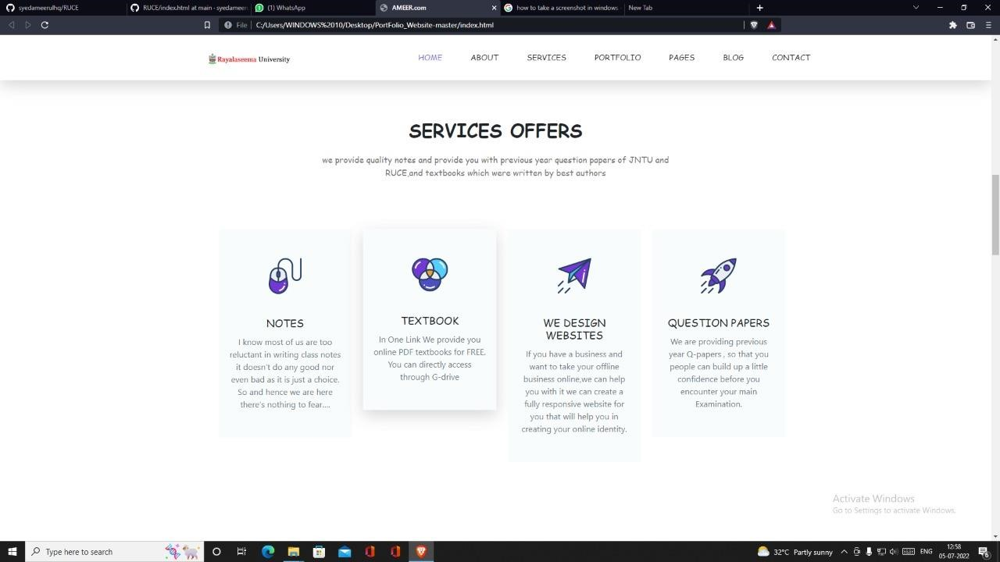 syedameerulhq/RUCE
RUCE/index.html at main · syedameer
(1) WhatsApp
AMEER.com
how to take a screenshot in windows
New Tab
File
C:/Users/WINDOWS%2010/Desktop/PortFolio_Website-master/index.html
Rayalaseema University
HOME
ABOUT
SERVICES
PORTFOLIO
PAGES
BLOG
CONTACT
SERVICES OFFERS
we provide quality notes and provide you with previous year question papers of JNTU and
RUCE,and textbooks which were written by best authors
NOTES
I know most of us are too
reluctant in writing class notes
it doesn't do any good nor
even bad as it is just a choice.
So and hence we are here
there's nothing to fear....
TEXTBOOK
In One Link We provide you
online PDF textbooks for FREE.
You can directly access
through G-drive
WE DESIGN
WEBSITES
If you have a business and
want to take your offline
business online,we can help
you with it we can create a
fully responsive website for
you that will help you in
creating your online identity.
QUESTION PAPERS
We are providing previous
year Q-papers , so that you
people can build up a little
confidence before you
encounter your main
Examination.
Activate Windows
Go to Settings to activate Windows.
Type here to search
32°C Partly sunny
ENG
12:58
05-07-2022